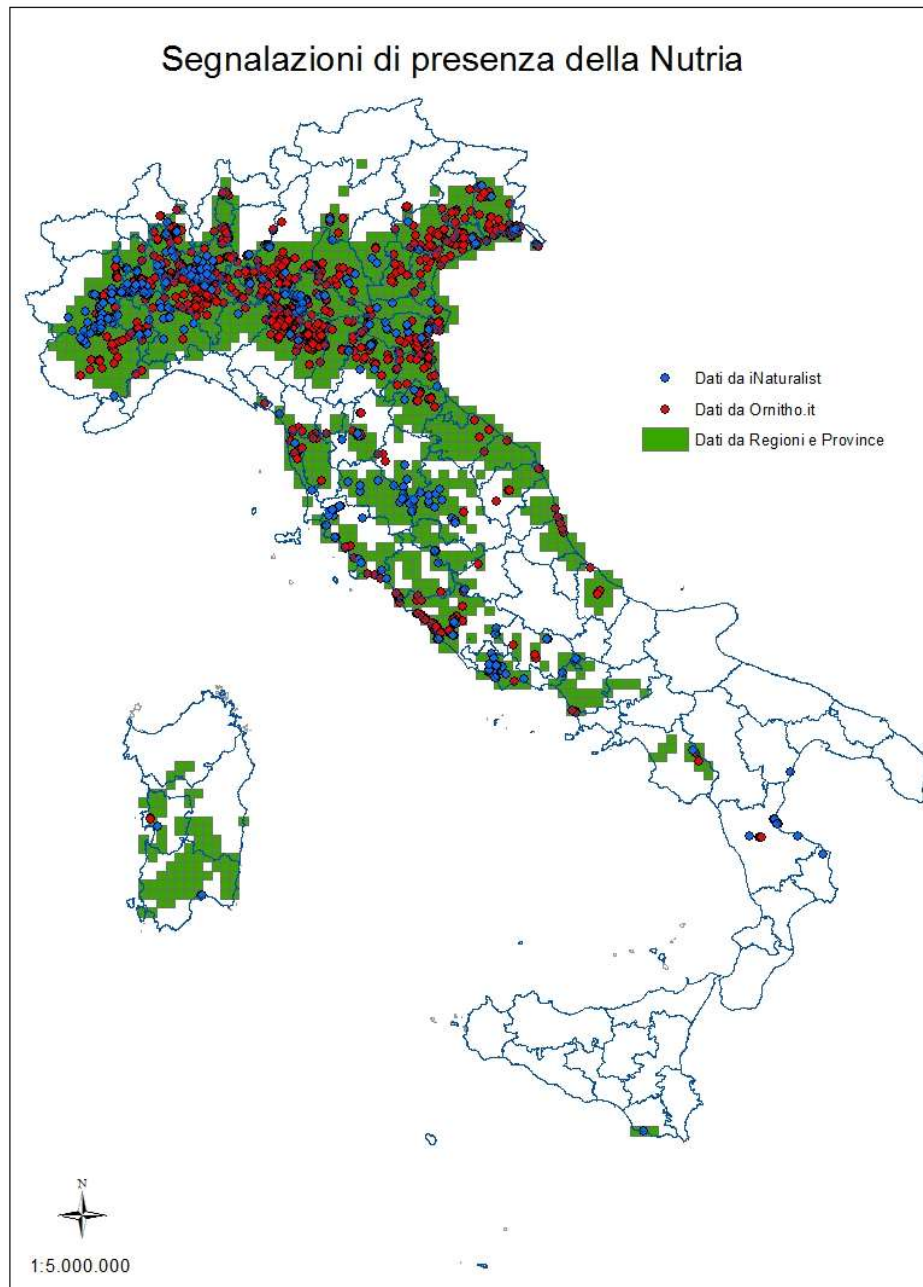 Segnalazioni di presenza della Nutria
Dati da iNaturalist
Dati da Ornitho.it
Dati da Regioni e Province
N
1:5.000.000